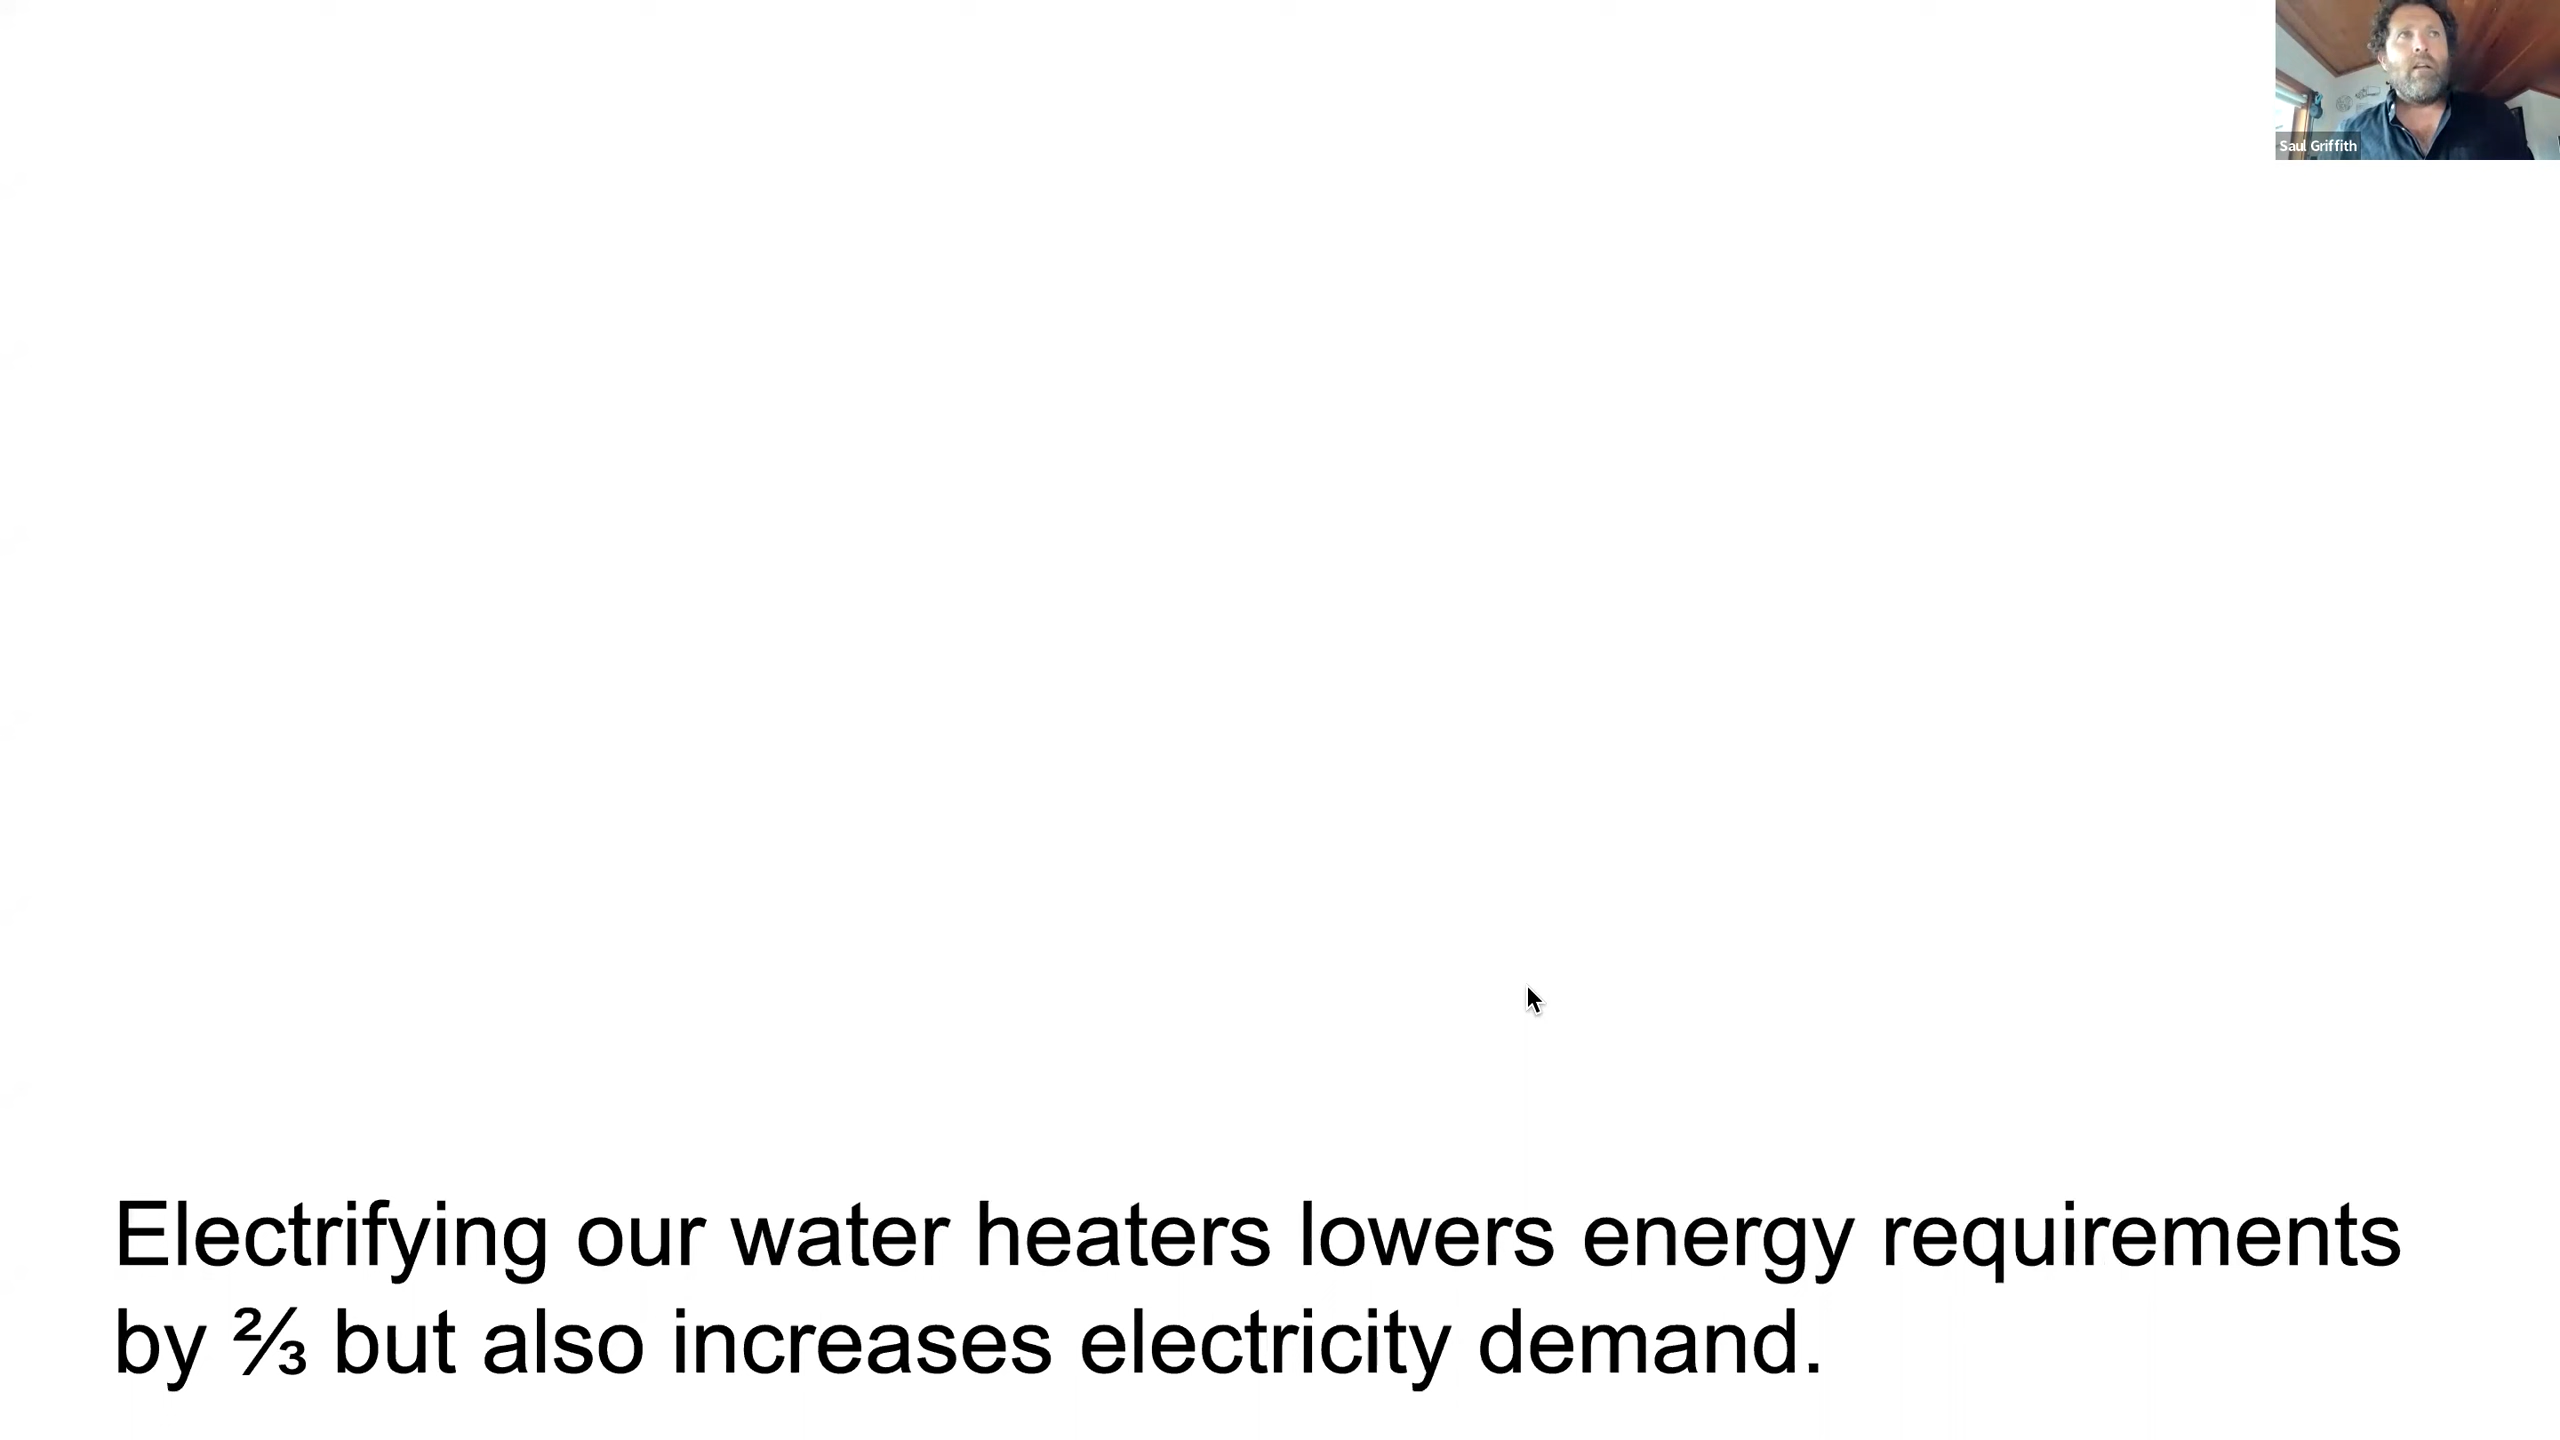 Saul Griffith
Electrifying our water heaters lowers energy requirements
by ⅔ but also increases electricity demand.